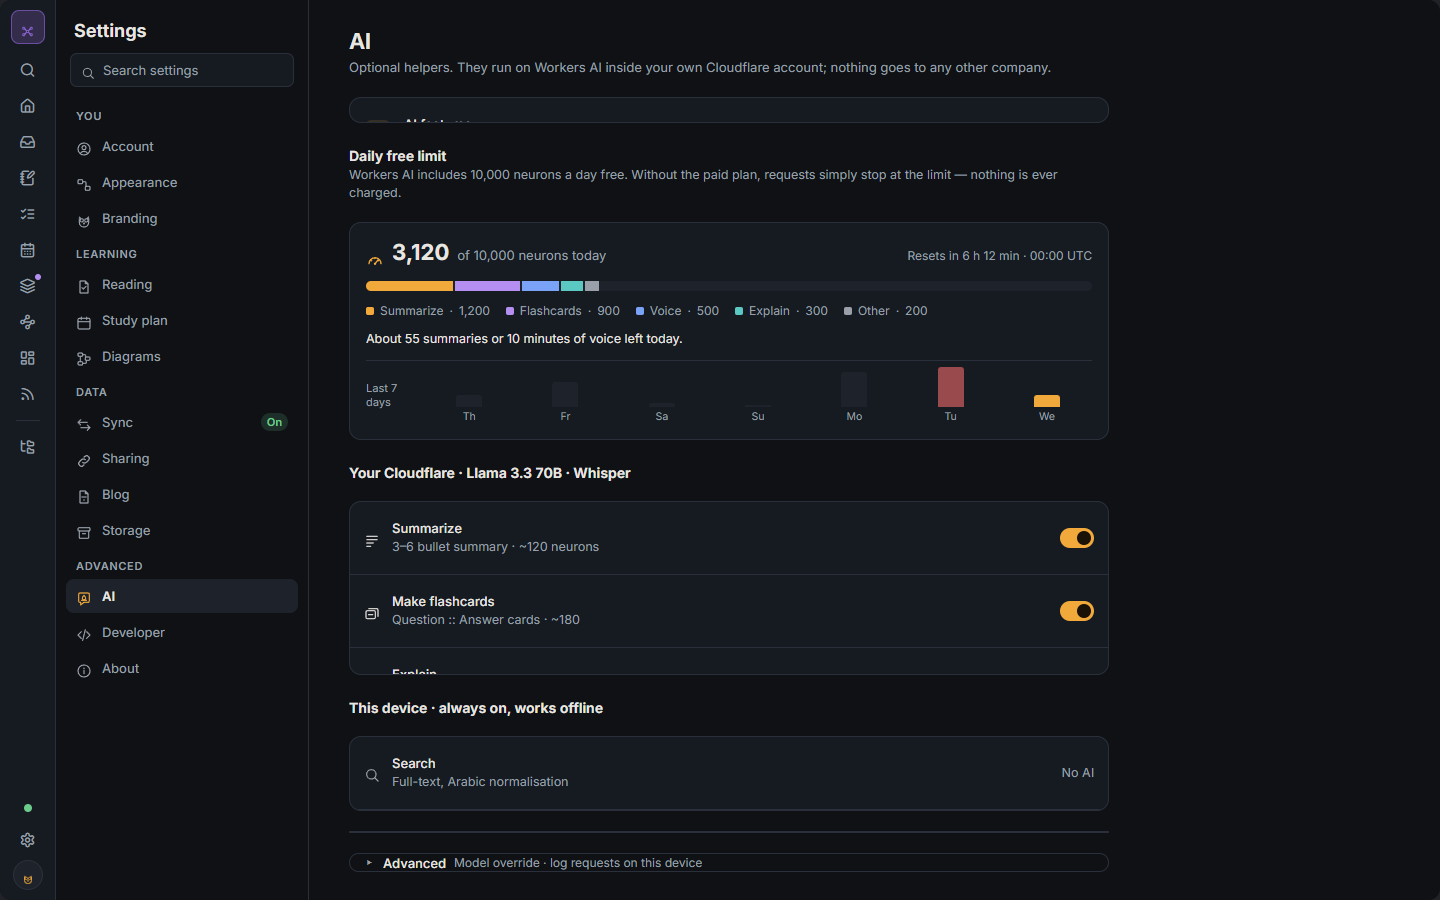 Settings
Search settings
YOU
Account
Appearance
Branding
LEARNING
Reading
Study plan
Diagrams
DATA
Sync
On
Sharing
Blog
Storage
ADVANCED
AI
Developer
About
AI
Optional helpers. They run on Workers AI inside your own Cloudflare account; nothing goes to any other company.
Daily free limit
Workers AI includes 10,000 neurons a day free. Without the paid plan, requests simply stop at the limit — nothing is ever
charged.
3,120 of 10,000 neurons today
Resets in 6 h 12 min · 00:00 UTC
Summarize · 1,200 Flashcards · 900 Voice · 500 Explain · 300 Other · 200
About 55 summaries or 10 minutes of voice left today.
Last 7
days
Th Fr Sa Su Mo Tu We
Your Cloudflare · Llama 3.3 70B · Whisper
Summarize
3–6 bullet summary · ~120 neurons
Make flashcards
Question :: Answer cards · ~180
Explain
This device · always on, works offline
Search
Full-text, Arabic normalisation
No AI
Advanced Model override · log requests on this device